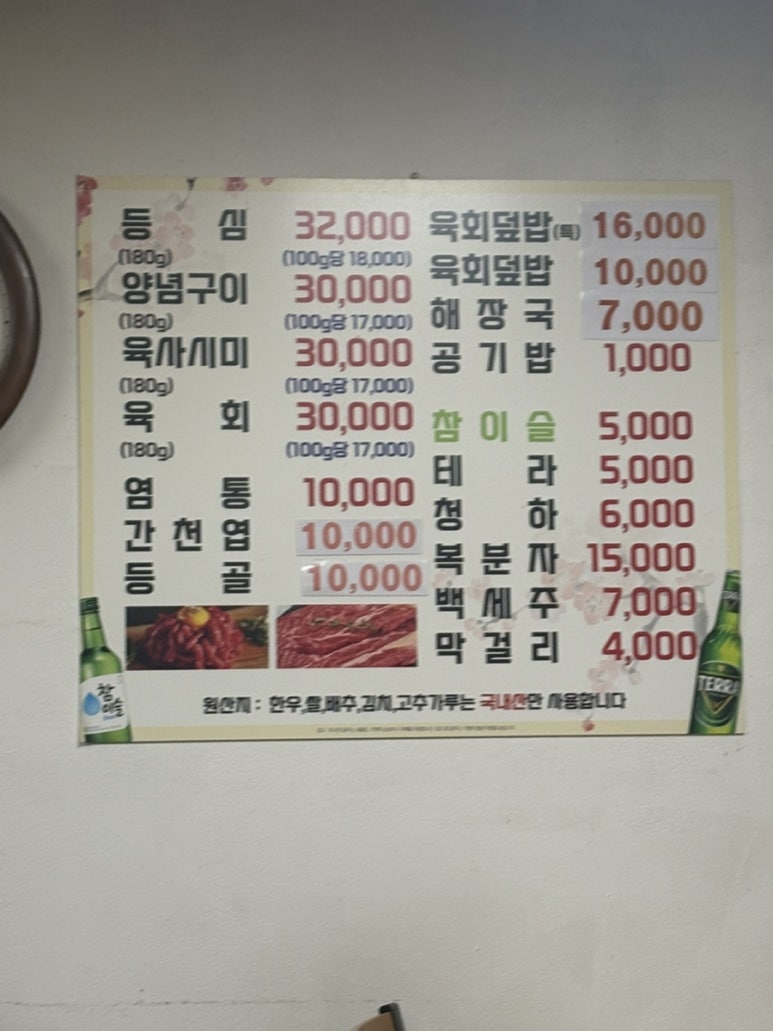 등심 32,000
(180g) (100g당 18,000)
양념구이 30,000
(180g) (100g당 17,000)
육사시미 30,000
(180g) (100g당 17,000)
육회 30,000
(180g) (100g당 17,000)
염통 10,000
간천엽 10,000
등골 10,000
육회덮밥(특) 16,000
육회덮밥 10,000
해장국 7,000
공기밥 1,000
참이슬 5,000
테라 5,000
청하 6,000
복분자 15,000
백세주 7,000
막걸리 4,000
참
이슬
TERRA
원산지 : 한우,쌀,배추,김치,고추가루는 국내산만 사용합니다